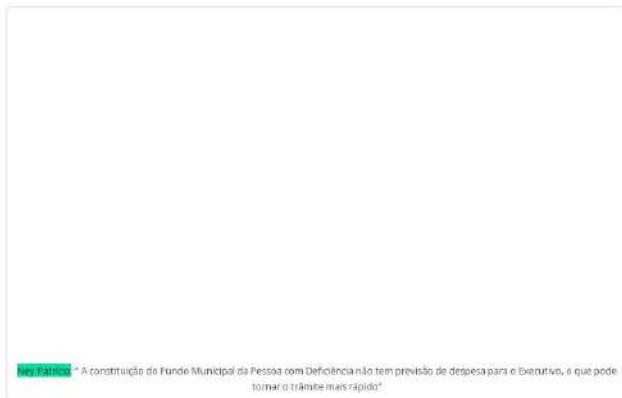 Ney Patrício: " A constituição do Fundo Municipal da Pessoa com Deficiência não tem previsão de despesa para o Executivo, o que pode
tornar o trâmite mais rápido"